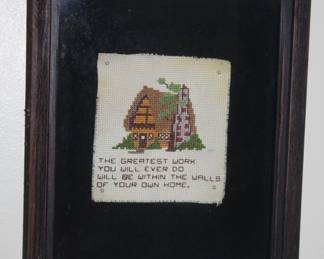 THE GREATEST WORK
YOU WILL EVER DO
WILL BE WITHIN THE WALLS
OF YOUR OWN HOME.